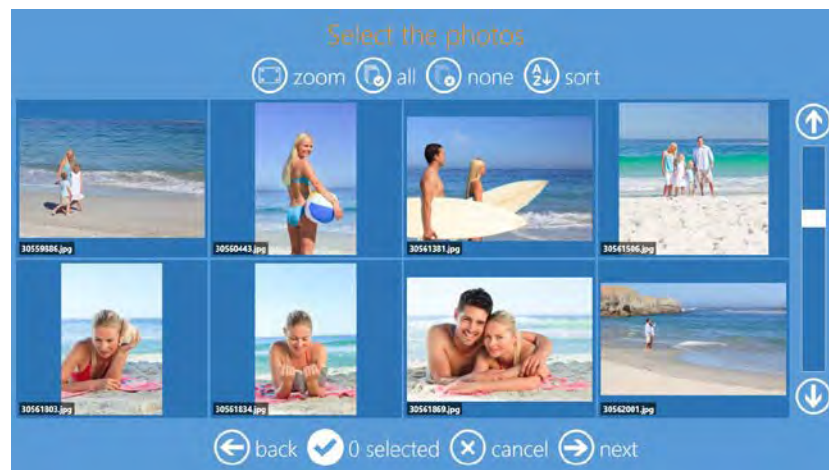 Select the photos
zoom all none sort
30559886.jpg 30560443.jpg 30561381.jpg 30561506.jpg
30561803.jpg 30561834.jpg 30561869.jpg 30562001.jpg
back 0 selected cancel next